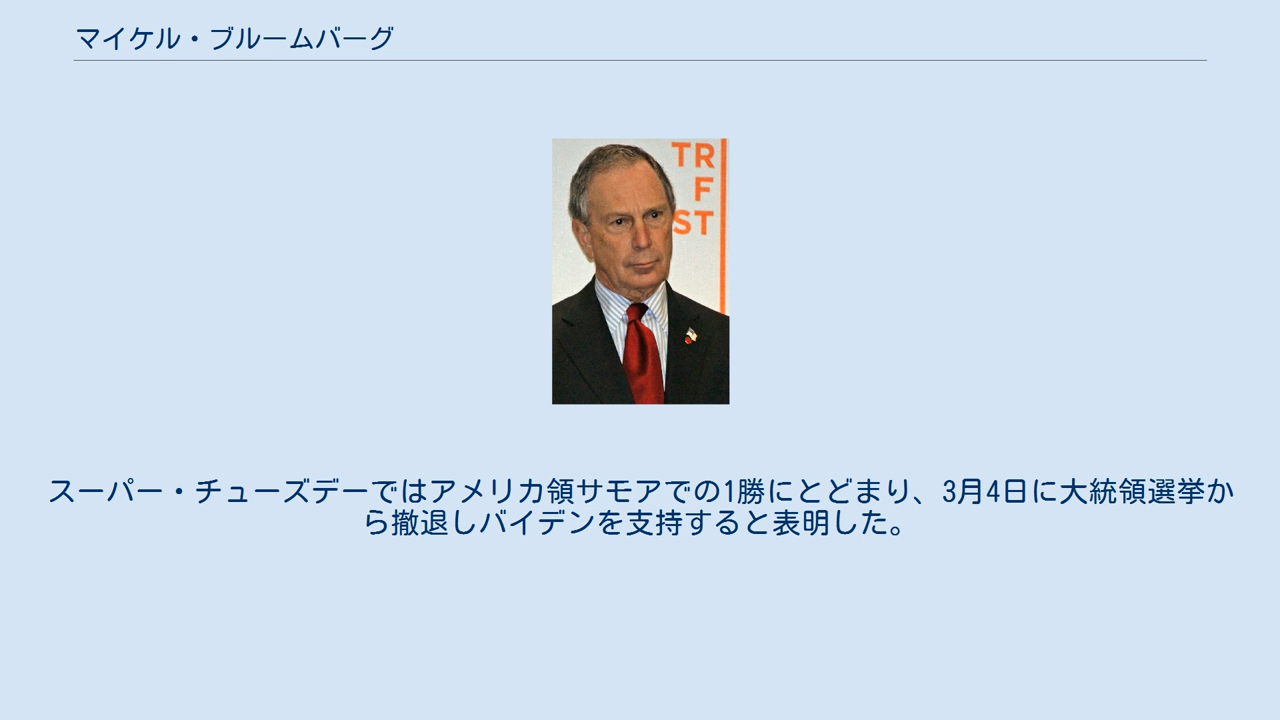 マイケル・ブルームバーグ
TR
F
ST
スーパー・チューズデーではアメリカ領サモアでの1勝にとどまり、3月4日に大統領選挙か
ら撤退しバイデンを支持すると表明した。